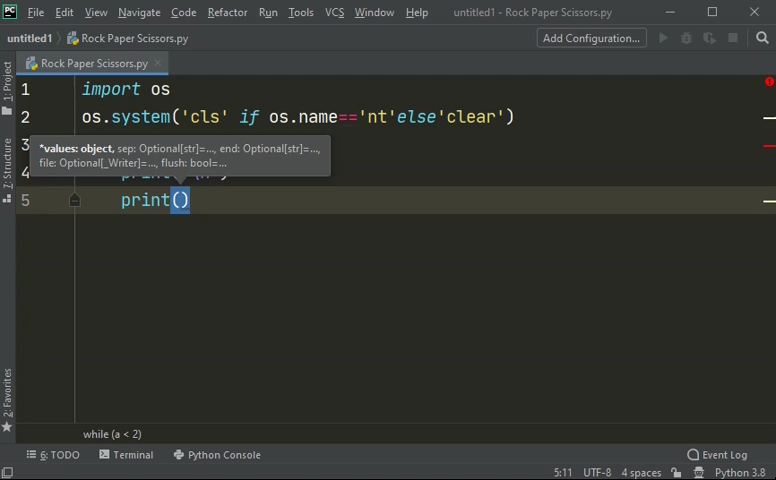 PC File Edit View Navigate Code Refactor Run Tools VCS Window Help untitled1 - Rock Paper Scissors.py
untitled1 Rock Paper Scissors.py Add Configuration...
1: Project
Rock Paper Scissors.py
1 import os
2 os.system('cls' if os.name=='nt'else'clear')
3
*values: object, sep: Optional[str]=..., end: Optional[str]=...,
file: Optional[_Writer]=..., flush: bool=...
4
5 print()
7: Structure
2: Favorites
while (a < 2)
6: TODO Terminal Python Console Event Log
5:11 UTF-8 4 spaces Python 3.8